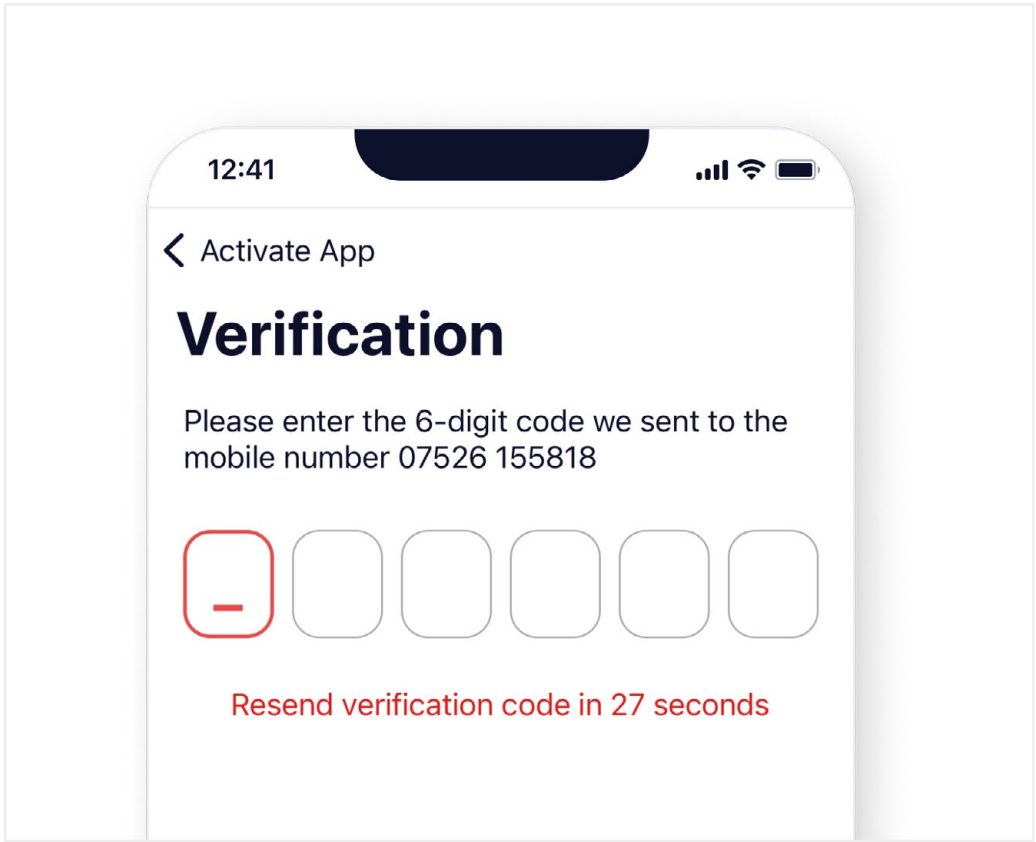 12:41
Activate App
Verification
Please enter the 6-digit code we sent to the
mobile number 07526 155818
Resend verification code in 27 seconds